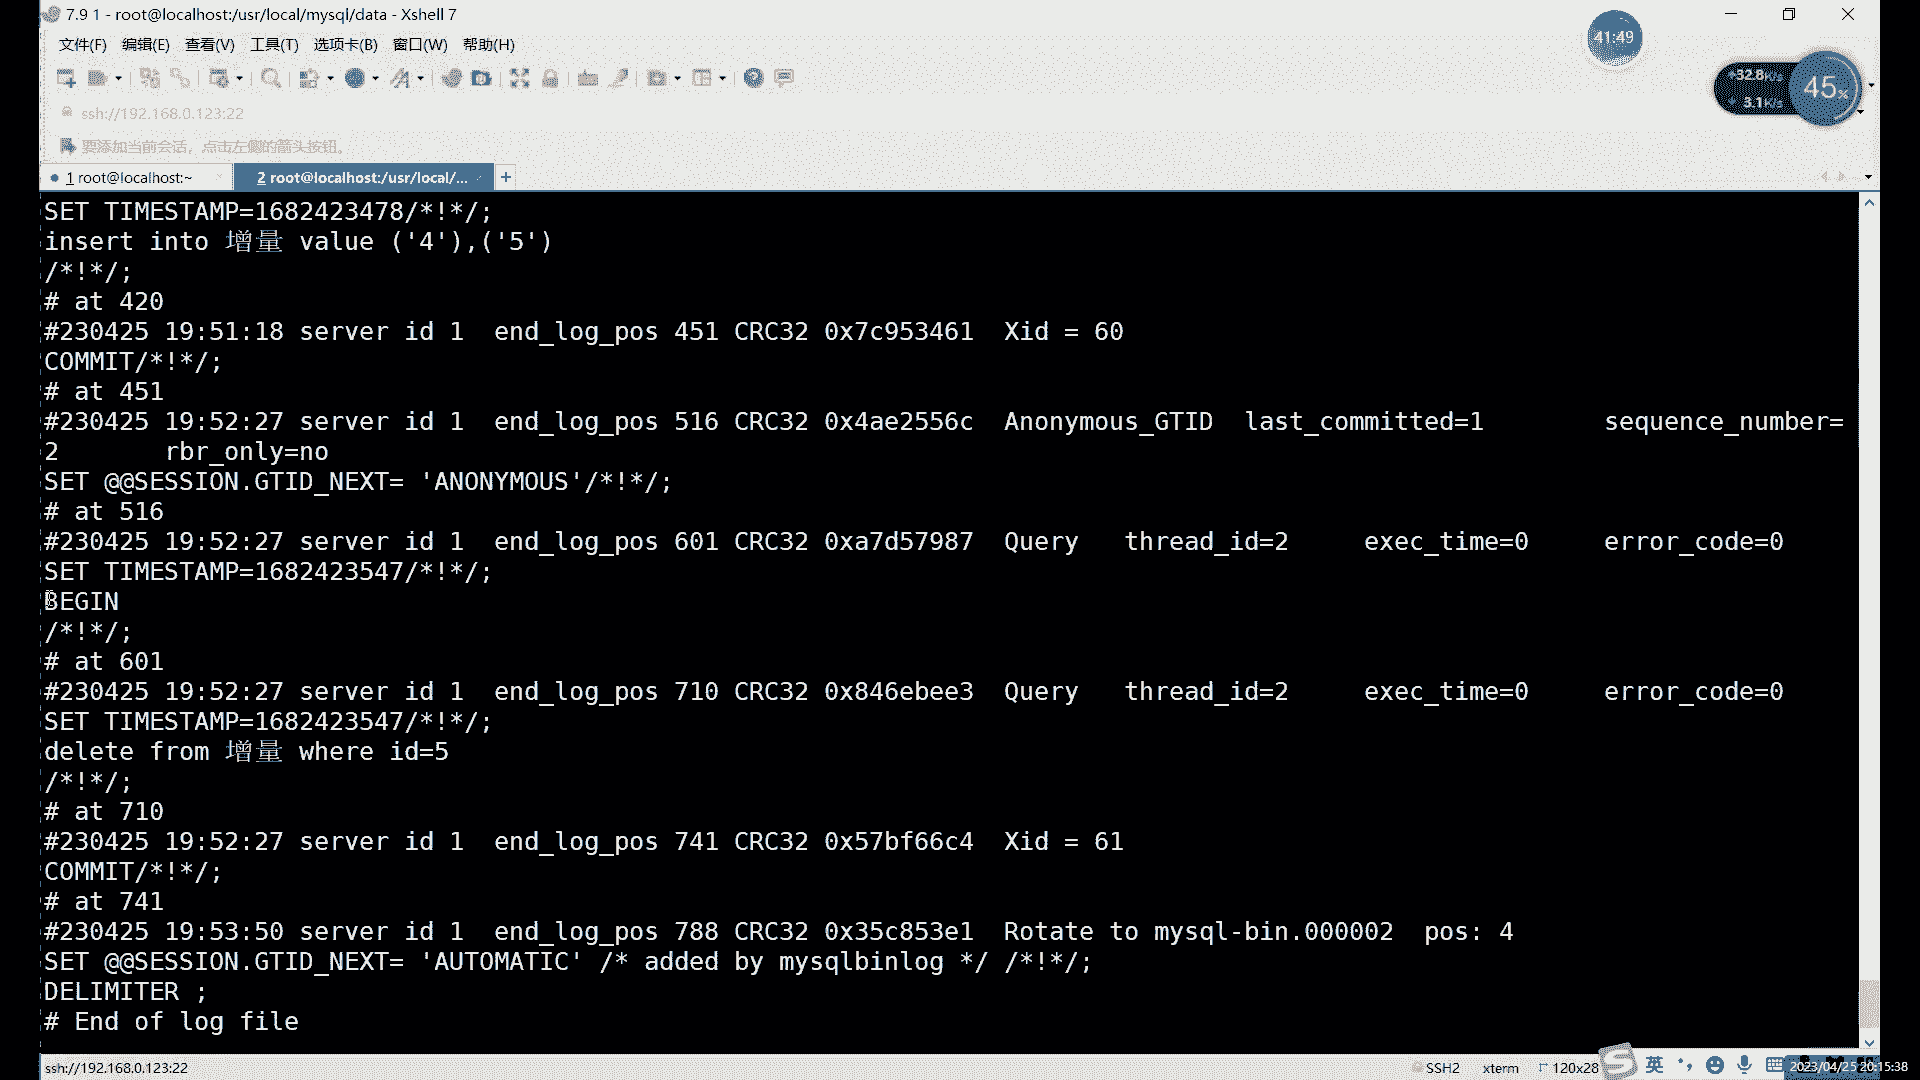 7.9 1 - root@localhost:/usr/local/mysql/data - Xshell 7
41:49
文件(F) 编辑(E) 查看(V) 工具(T) 选项卡(B) 窗口(W) 帮助(H)
32.8K/s
3.1K/s
45%
ssh://192.168.0.123:22
要添加当前会话，点击左侧的箭头按钮。
1 root@localhost:~
2 root@localhost:/usr/local/...
+
SET TIMESTAMP=1682423478/*!*/;
insert into 增量 value ('4'),('5')
/*!*/;
# at 420
#230425 19:51:18 server id 1  end_log_pos 451 CRC32 0x7c953461  Xid = 60
COMMIT/*!*/;
# at 451
#230425 19:52:27 server id 1  end_log_pos 516 CRC32 0x4ae2556c  Anonymous_GTID  last_committed=1        sequence_number=
2       rbr_only=no
SET @@SESSION.GTID_NEXT= 'ANONYMOUS'/*!*/;
# at 516
#230425 19:52:27 server id 1  end_log_pos 601 CRC32 0xa7d57987  Query   thread_id=2     exec_time=0     error_code=0
SET TIMESTAMP=1682423547/*!*/;
BEGIN
/*!*/;
# at 601
#230425 19:52:27 server id 1  end_log_pos 710 CRC32 0x846ebee3  Query   thread_id=2     exec_time=0     error_code=0
SET TIMESTAMP=1682423547/*!*/;
delete from 增量 where id=5
/*!*/;
# at 710
#230425 19:52:27 server id 1  end_log_pos 741 CRC32 0x57bf66c4  Xid = 61
COMMIT/*!*/;
# at 741
#230425 19:53:50 server id 1  end_log_pos 788 CRC32 0x35c853e1  Rotate to mysql-bin.000002  pos: 4
SET @@SESSION.GTID_NEXT= 'AUTOMATIC' /* added by mysqlbinlog */ /*!*/;
DELIMITER ;
# End of log file
ssh://192.168.0.123:22
SSH2 xterm 120x28
英
2023/04/25 20:15:38